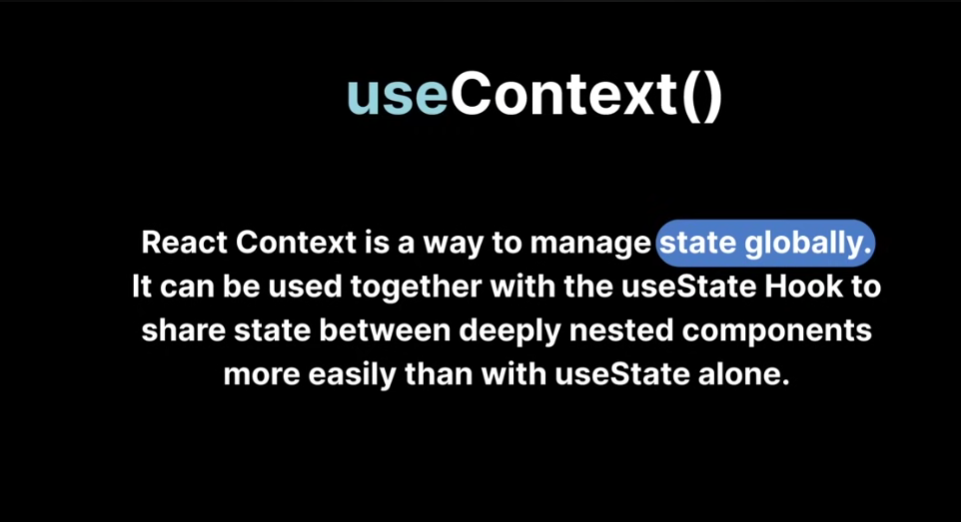 useContext()
React Context is a way to manage state globally.
It can be used together with the useState Hook to
share state between deeply nested components
more easily than with useState alone.